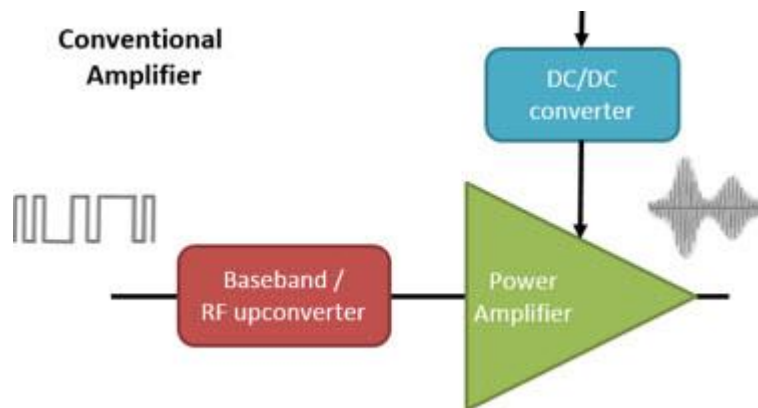 Conventional
Amplifier
DC/DC
converter
Baseband /
RF upconverter
Power
Amplifier